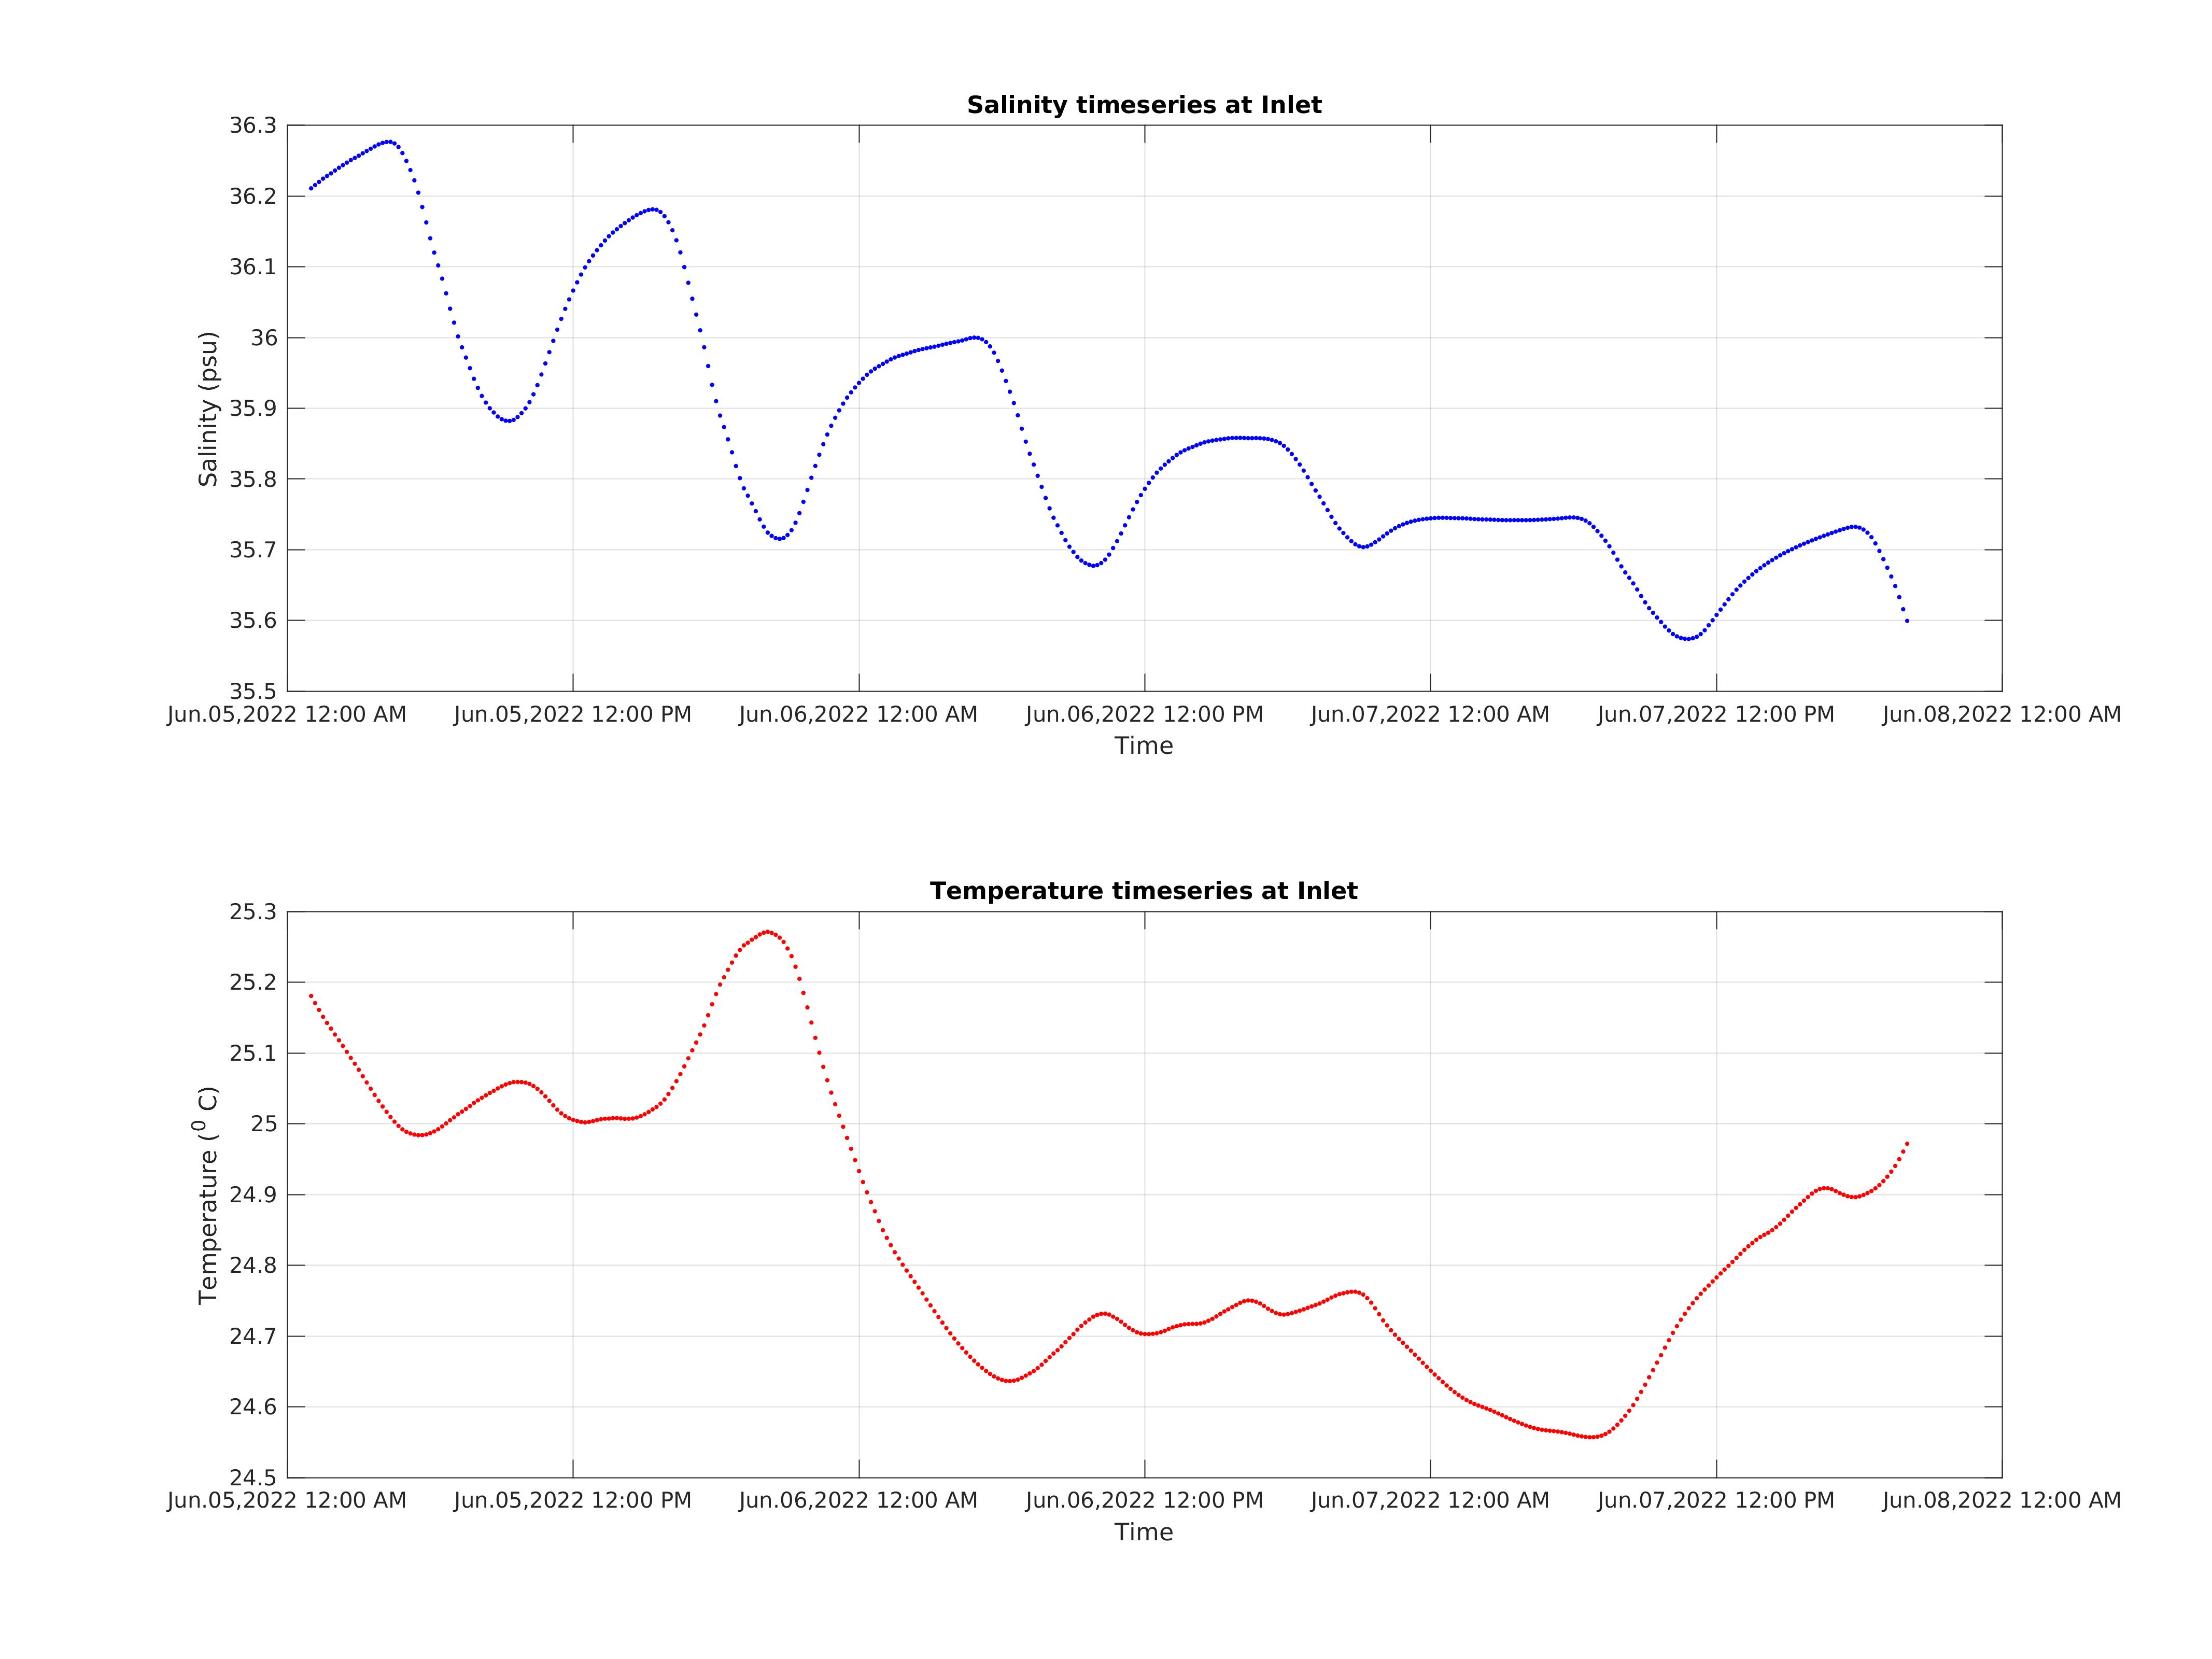 Salinity timeseries at Inlet
36.3
36.2
36.1
36
35.9
35.8
35.7
35.6
35.5
Salinity (psu)
Jun.05,2022 12:00 AM Jun.05,2022 12:00 PM Jun.06,2022 12:00 AM Jun.06,2022 12:00 PM Jun.07,2022 12:00 AM Jun.07,2022 12:00 PM Jun.08,2022 12:00 AM
Time
Temperature timeseries at Inlet
25.3
25.2
25.1
25
24.9
24.8
24.7
24.6
24.5
Temperature (⁰ C)
Jun.05,2022 12:00 AM Jun.05,2022 12:00 PM Jun.06,2022 12:00 AM Jun.06,2022 12:00 PM Jun.07,2022 12:00 AM Jun.07,2022 12:00 PM Jun.08,2022 12:00 AM
Time